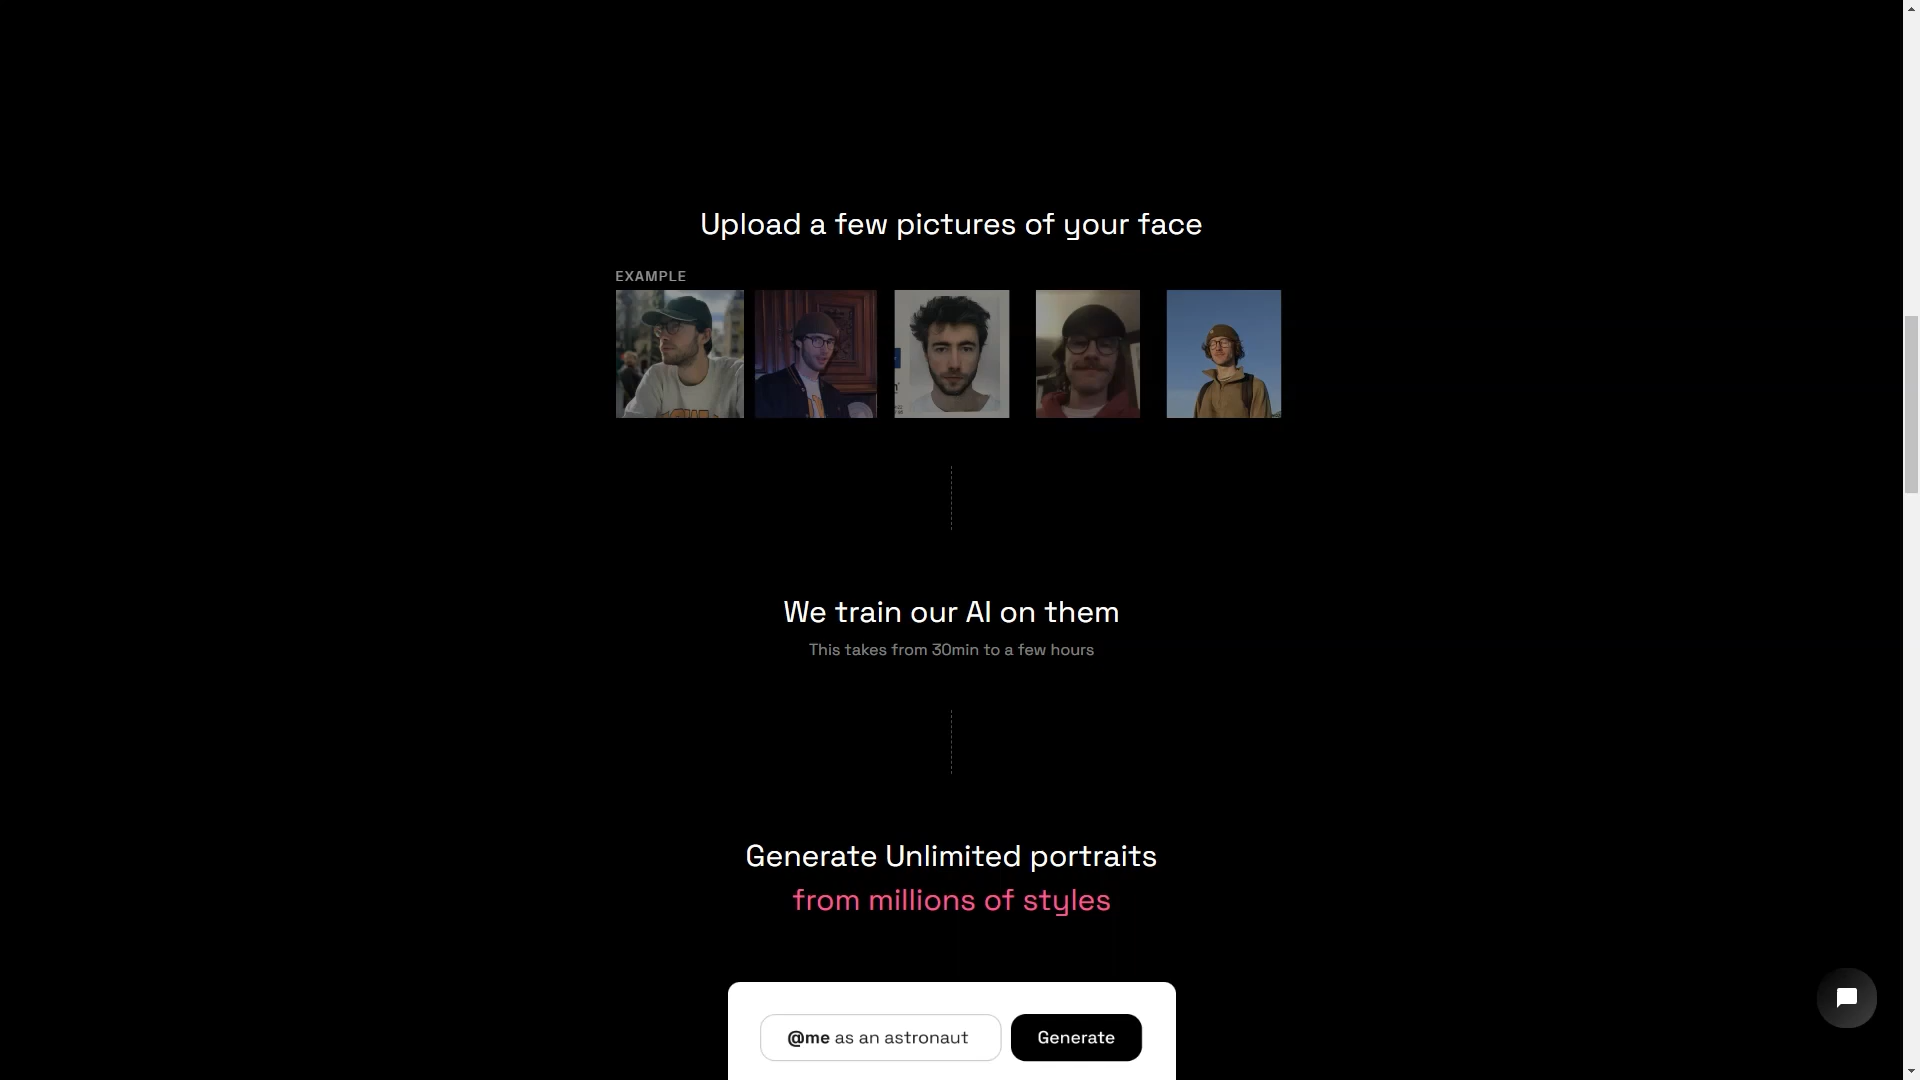 Upload a few pictures of your face
EXAMPLE
We train our AI on them
This takes from 30min to a few hours
Generate Unlimited portraits
from millions of styles
@me as an astronaut
Generate